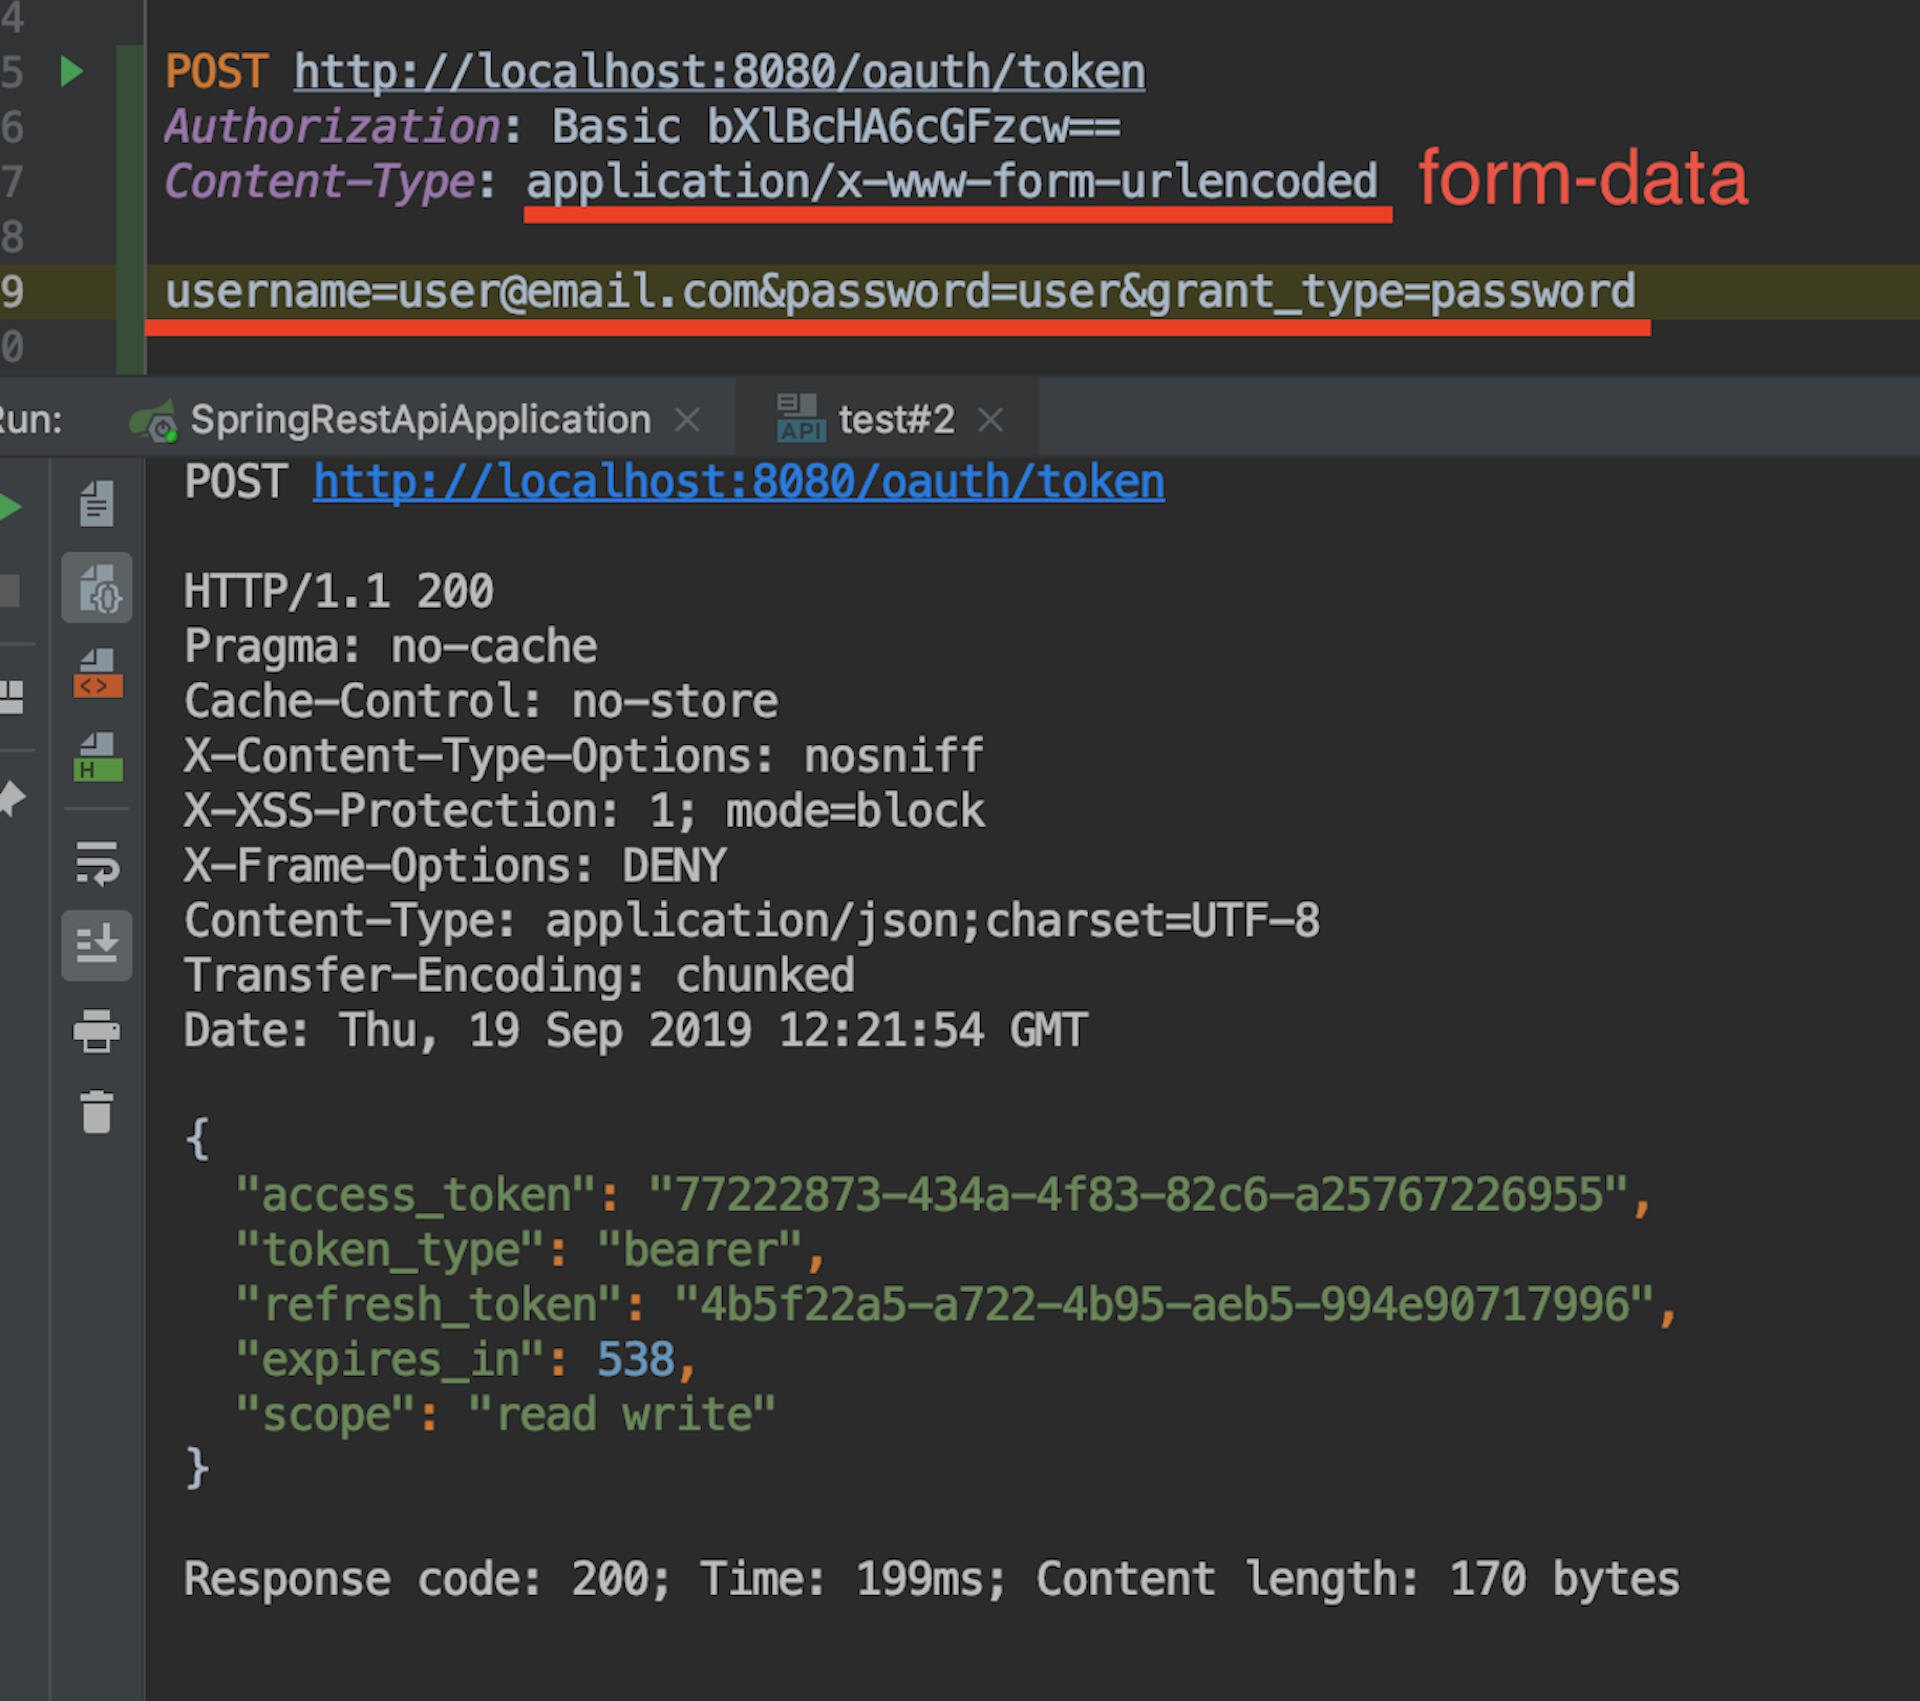 4
5 POST http://localhost:8080/oauth/token
6 Authorization: Basic bXlBcHA6cGFzcw==
7 Content-Type: application/x-www-form-urlencoded form-data
8
9 username=user@email.com&password=user&grant_type=password
0
Run: SpringRestApiApplication API test#2
POST http://localhost:8080/oauth/token
HTTP/1.1 200
Pragma: no-cache
Cache-Control: no-store
X-Content-Type-Options: nosniff
X-XSS-Protection: 1; mode=block
X-Frame-Options: DENY
Content-Type: application/json;charset=UTF-8
Transfer-Encoding: chunked
Date: Thu, 19 Sep 2019 12:21:54 GMT
{
"access_token": "77222873-434a-4f83-82c6-a25767226955",
"token_type": "bearer",
"refresh_token": "4b5f22a5-a722-4b95-aeb5-994e90717996",
"expires_in": 538,
"scope": "read write"
}
Response code: 200; Time: 199ms; Content length: 170 bytes